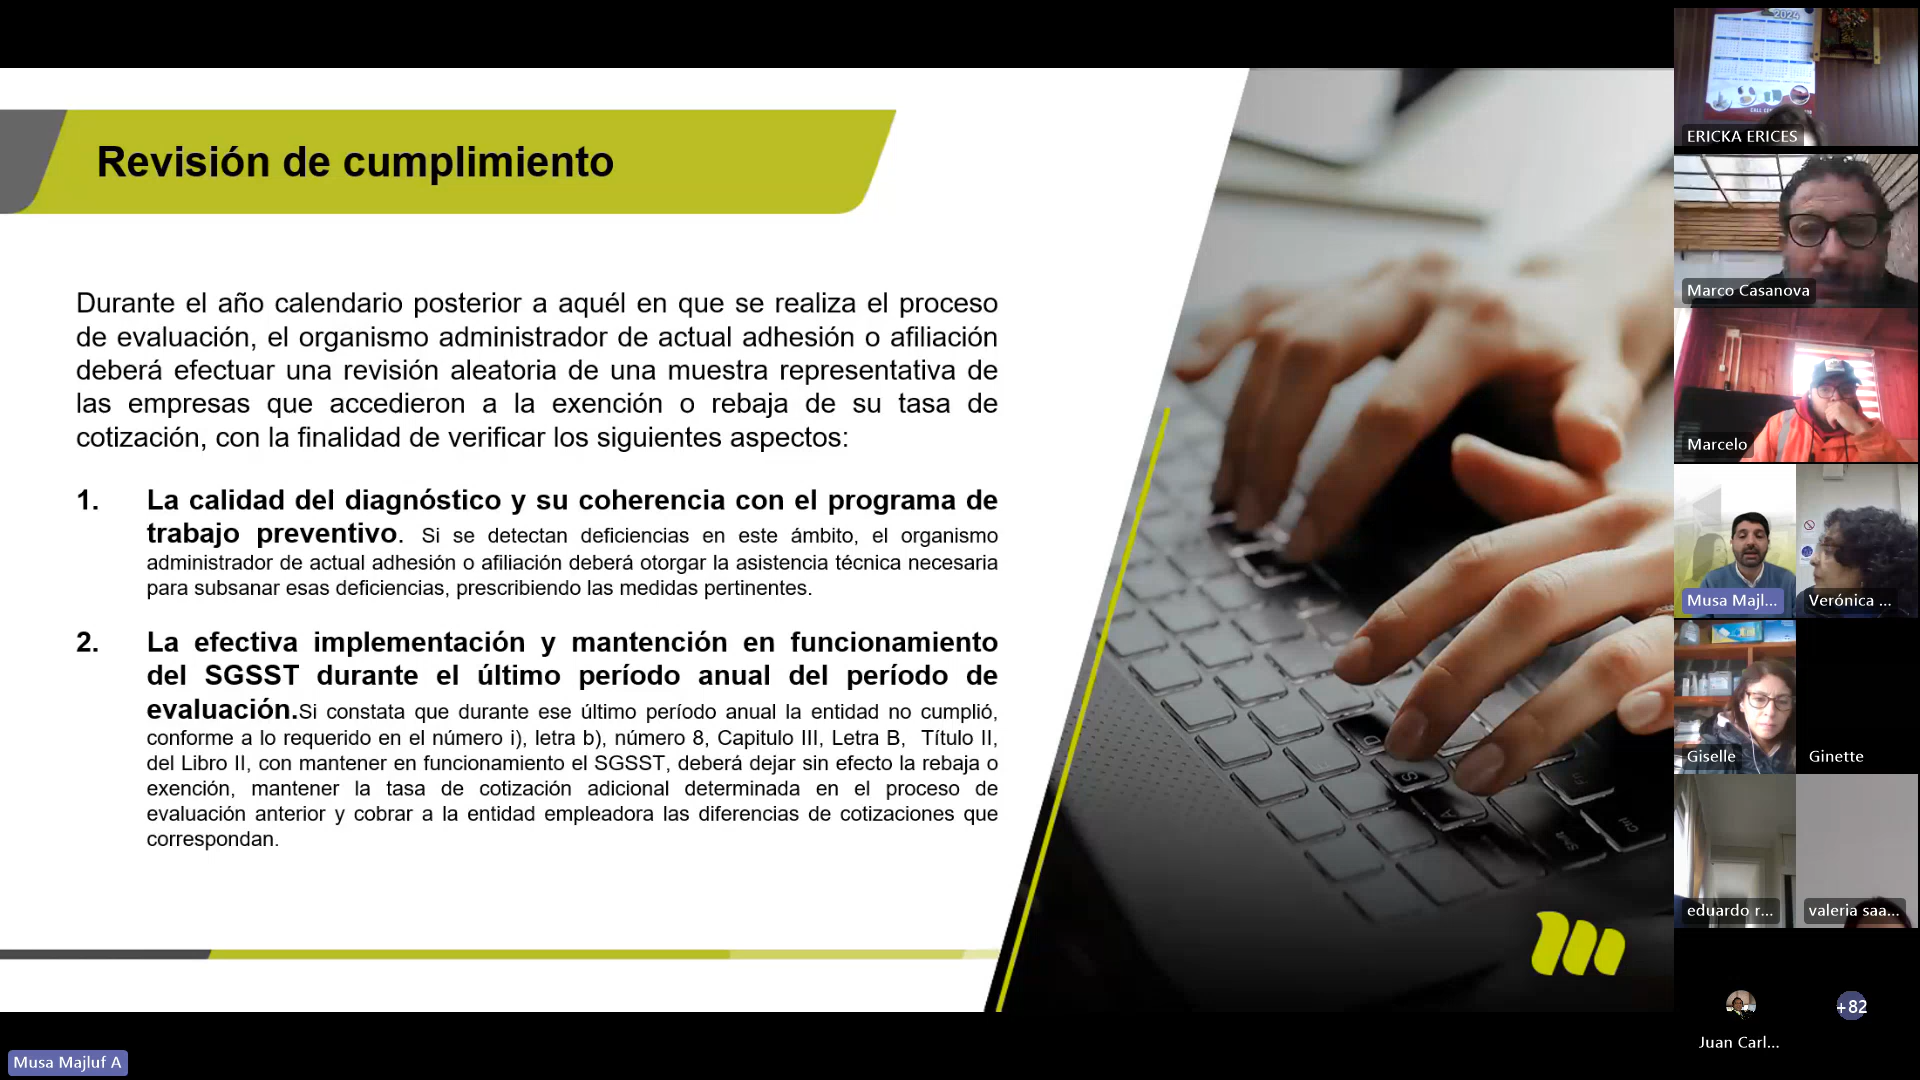 Revisión de cumplimiento
Durante el año calendario posterior a aquél en que se realiza el proceso
de evaluación, el organismo administrador de actual adhesión o afiliación
deberá efectuar una revisión aleatoria de una muestra representativa de
las empresas que accedieron a la exención o rebaja de su tasa de
cotización, con la finalidad de verificar los siguientes aspectos:
1. La calidad del diagnóstico y su coherencia con el programa de
trabajo preventivo. Si se detectan deficiencias en este ámbito, el organismo
administrador de actual adhesión o afiliación deberá otorgar la asistencia técnica necesaria
para subsanar esas deficiencias, prescribiendo las medidas pertinentes.
2. La efectiva implementación y mantención en funcionamiento
del SGSST durante el último período anual del período de
evaluación.Si constata que durante ese último período anual la entidad no cumplió,
conforme a lo requerido en el número i), letra b), número 8, Capitulo III, Letra B, Título II,
del Libro II, con mantener en funcionamiento el SGSST, deberá dejar sin efecto la rebaja o
exención, mantener la tasa de cotización adicional determinada en el proceso de
evaluación anterior y cobrar a la entidad empleadora las diferencias de cotizaciones que
correspondan.
Musa Majluf A
2024
ERICKA ERICES
Marco Casanova
Marcelo
Musa Majl...
Verónica ...
Giselle
Ginette
eduardo r...
valeria saa...
Juan Carl...
+82
D
S
A
Ctrl